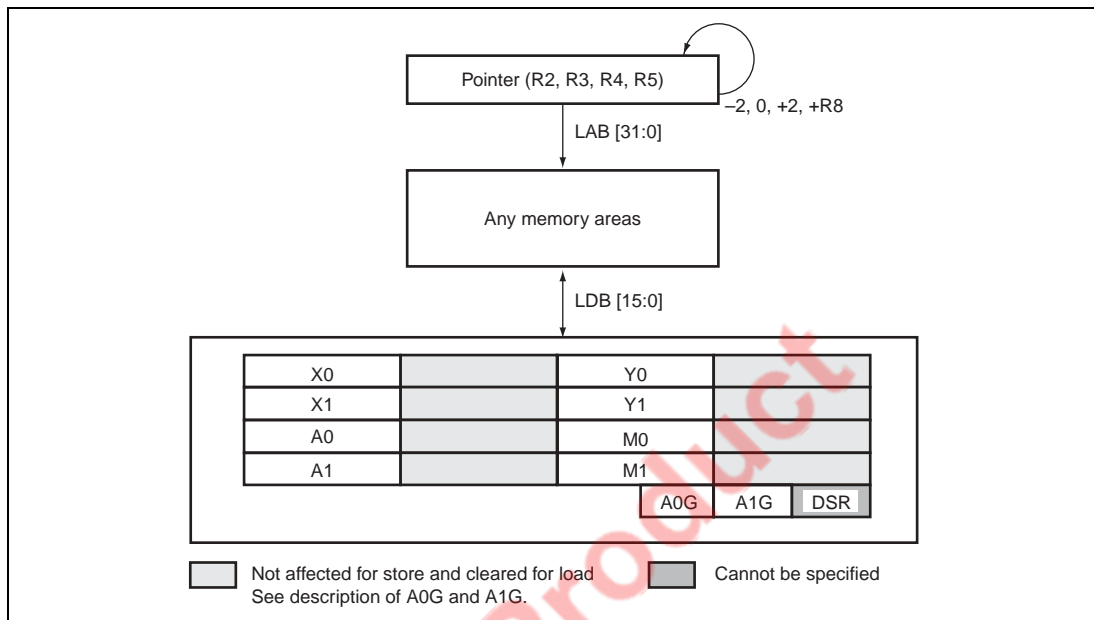 Pointer (R2, R3, R4, R5)
–2, 0, +2, +R8
LAB [31:0]
Any memory areas
LDB [15:0]
X0 Y0
X1 Y1
A0 M0
A1 M1
A0G A1G DSR
Not affected for store and cleared for load
See description of A0G and A1G.
Cannot be specified
Product